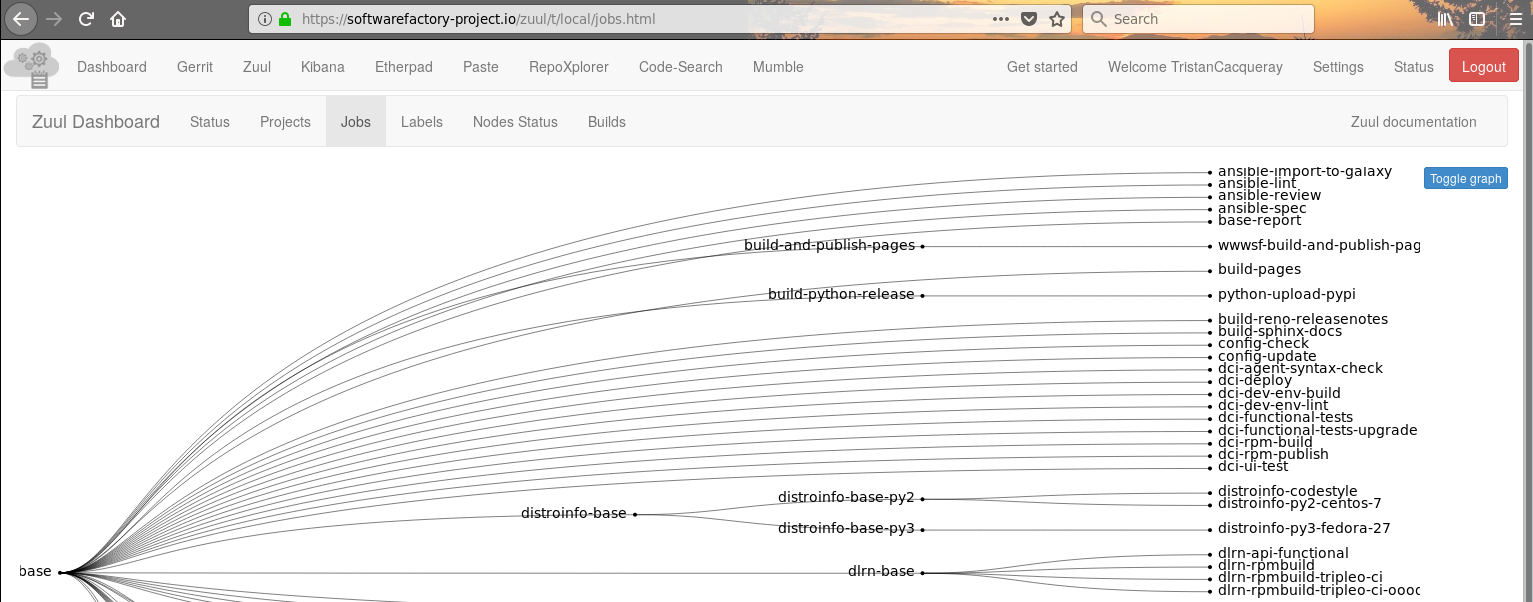 https://softwarefactory-project.io/zuul/t/local/jobs.html
Search
Dashboard Gerrit Zuul Kibana Etherpad Paste RepoXplorer Code-Search Mumble Get started Welcome TristanCacqueray Settings Status Logout
Zuul Dashboard Status Projects Jobs Labels Nodes Status Builds Zuul documentation
Toggle graph
ansible-import-to-galaxy
ansible-lint
ansible-review
ansible-spec
base-report
build-and-publish-pages wwwsf-build-and-publish-pag
build-pages
build-python-release python-upload-pypi
build-reno-releasenotes
build-sphinx-docs
config-check
config-update
dci-agent-syntax-check
dci-deploy
dci-dev-env-build
dci-dev-env-lint
dci-functional-tests
dci-functional-tests-upgrade
dci-rpm-build
dci-rpm-publish
dci-ui-test
distroinfo-base-py2 distroinfo-codestyle
distroinfo-py2-centos-7
distroinfo-base
distroinfo-base-py3 distroinfo-py3-fedora-27
dlrn-api-functional
dlrn-rpmbuild
base dlrn-base
dlrn-rpmbuild-tripleo-ci
dlrn-rpmbuild-tripleo-ci-oooq